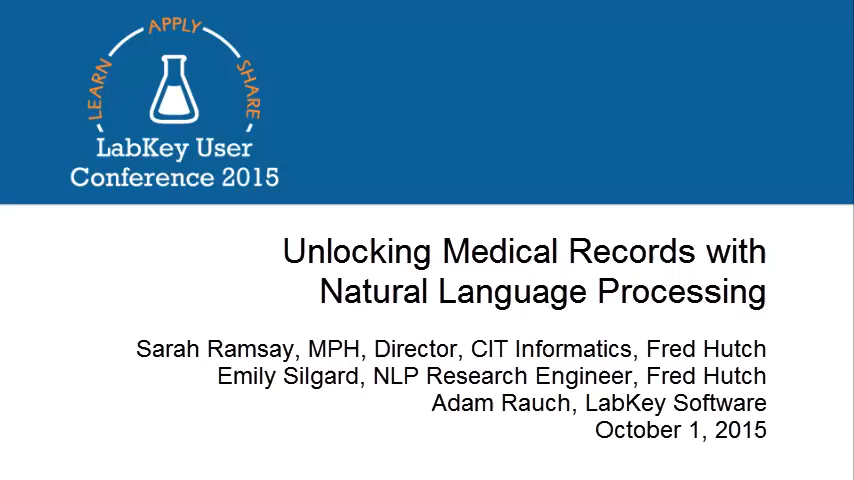 LEARN APPLY SHARE
LabKey User
Conference 2015
Unlocking Medical Records with
Natural Language Processing
Sarah Ramsay, MPH, Director, CIT Informatics, Fred Hutch
Emily Silgard, NLP Research Engineer, Fred Hutch
Adam Rauch, LabKey Software
October 1, 2015